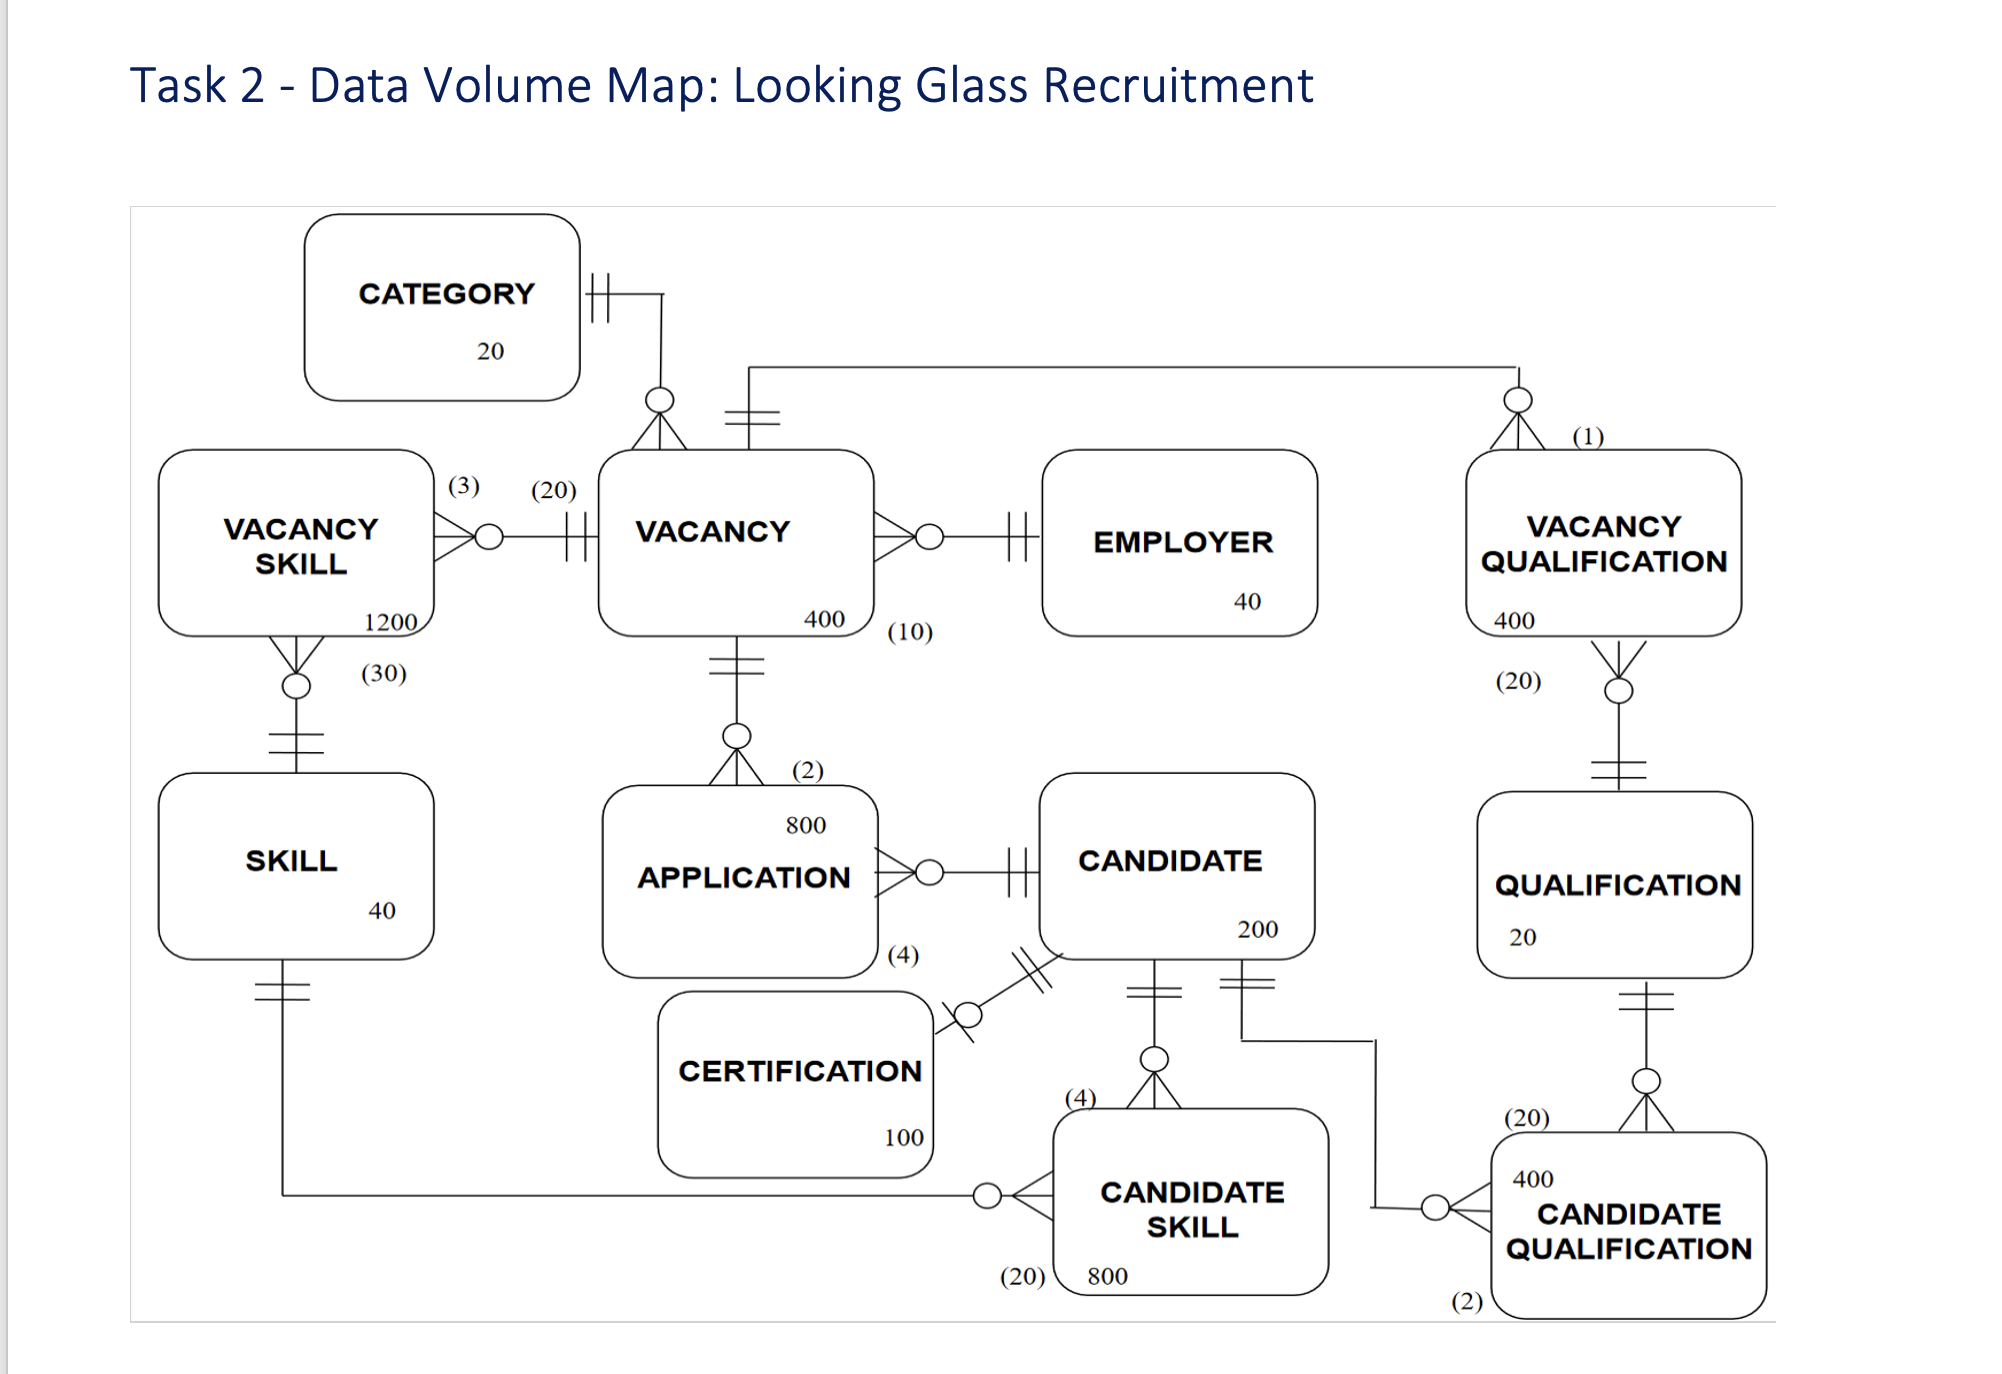 Task 2 - Data Volume Map: Looking Glass Recruitment
CATEGORY
20
(1)
(3)
(20)
VACANCY
SKILL
1200
VACANCY
400
(10)
EMPLOYER
40
VACANCY
QUALIFICATION
400
(30)
(20)
(2)
SKILL
40
800
APPLICATION
(4)
CANDIDATE
200
QUALIFICATION
20
CERTIFICATION
100
(4)
(20)
CANDIDATE
SKILL
800
(20)
400
CANDIDATE
QUALIFICATION
(2)